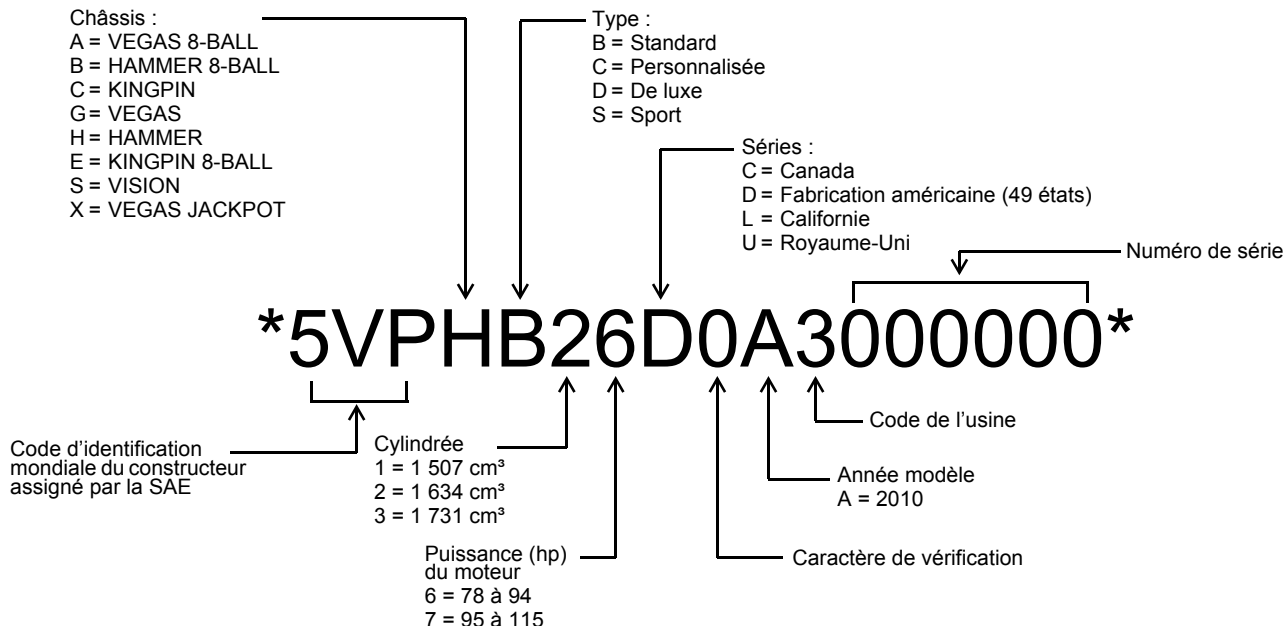 Châssis :
A = VEGAS 8-BALL
B = HAMMER 8-BALL
C = KINGPIN
G = VEGAS
H = HAMMER
E = KINGPIN 8-BALL
S = VISION
X = VEGAS JACKPOT
Type :
B = Standard
C = Personnalisée
D = De luxe
S = Sport
Séries :
C = Canada
D = Fabrication américaine (49 états)
L = Californie
U = Royaume-Uni
Numéro de série
*5VPHB26D0A3000000*
Code d’identification
mondiale du constructeur
assigné par la SAE
Cylindrée
1 = 1 507 cm³
2 = 1 634 cm³
3 = 1 731 cm³
Puissance (hp)
du moteur
6 = 78 à 94
7 = 95 à 115
Caractère de vérification
Année modèle
A = 2010
Code de l’usine